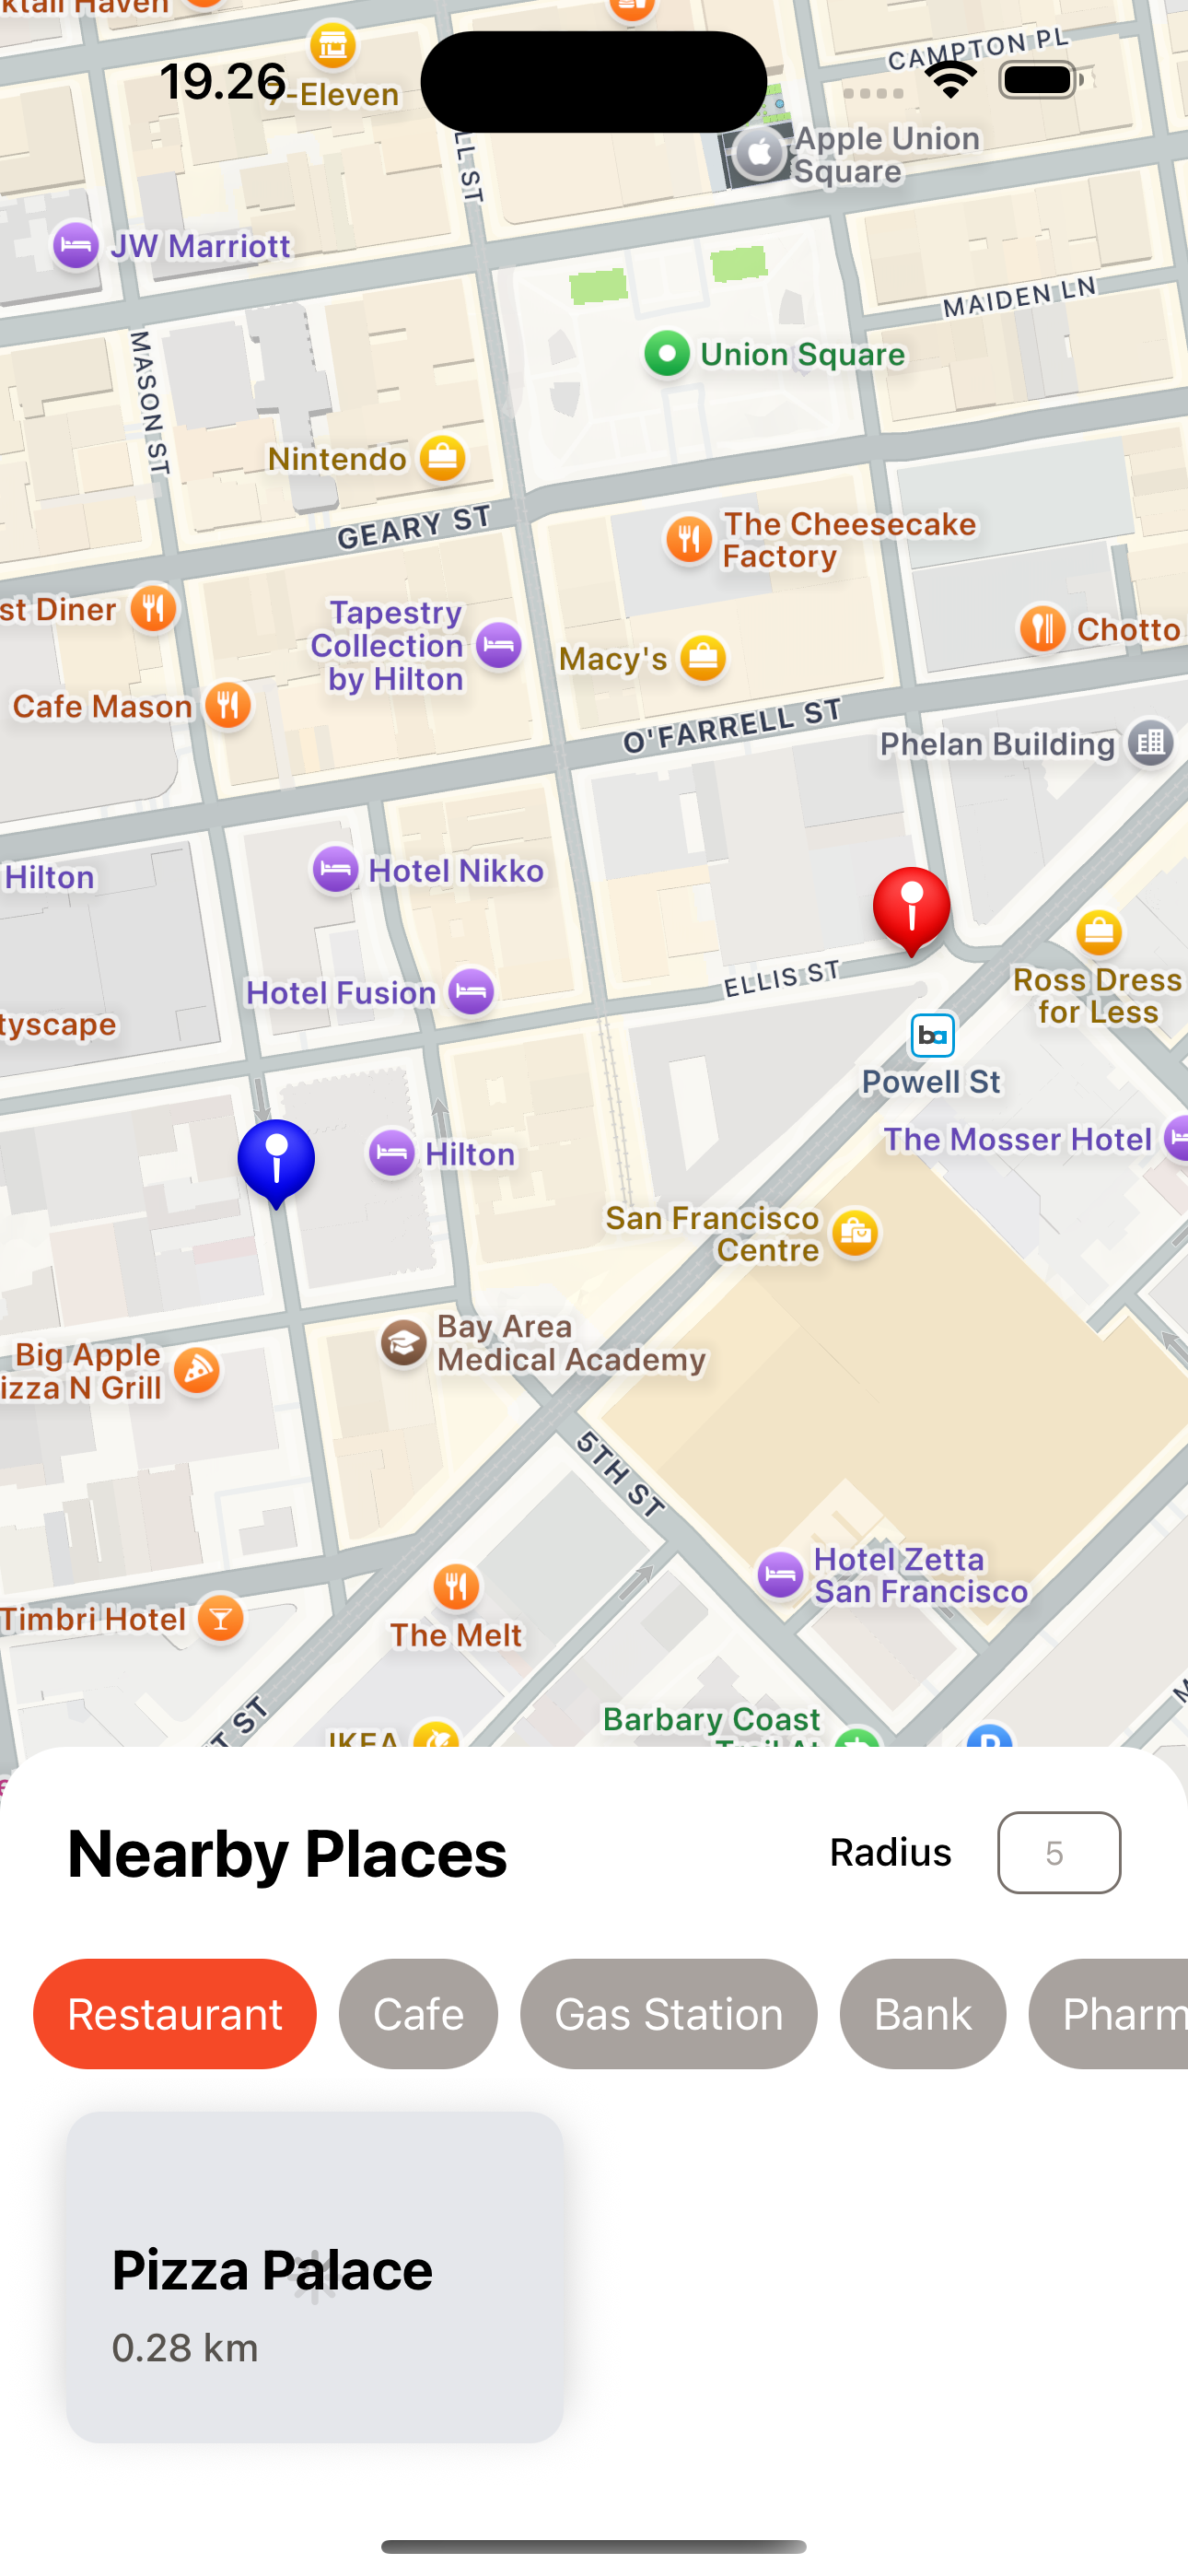 ktail Haven
CAMPTON PL
19.26
7-Eleven
LL ST
Apple Union
Square
JW Marriott
MAIDEN LN
MASON ST
Union Square
Nintendo
GEARY ST
The Cheesecake
Factory
st Diner
Tapestry
Collection
by Hilton
Chotto
Macy's
Cafe Mason
O'FARRELL ST
Phelan Building
Hilton
Hotel Nikko
ELLIS ST
Ross Dress
for Less
Hotel Fusion
tyscape
ba
Powell St
The Mosser Hotel
Hilton
San Francisco
Centre
Bay Area
Medical Academy
Big Apple
izza N Grill
5TH ST
Hotel Zetta
San Francisco
Timbri Hotel
The Melt
T ST
Barbary Coast
Trail At
IKEA
P
M
Nearby Places
Radius
5
Restaurant
Cafe
Gas Station
Bank
Pharm
Pizza Palace
0.28 km